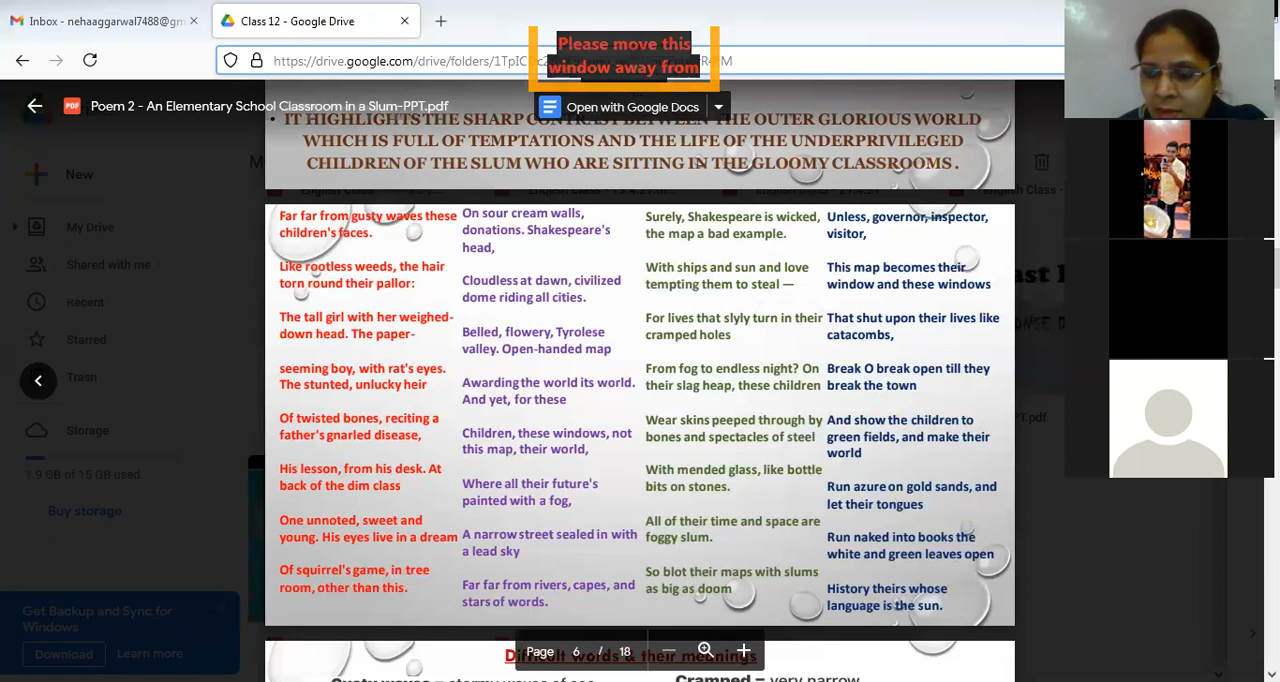 Inbox - nehaaggarwal7488@gm
Class 12 - Google Drive
Please move this
window away from
https://drive.google.com/drive/folders/1TpIC
Poem 2 - An Elementary School Classroom in a Slum-PPT.pdf
Open with Google Docs
• IT HIGHLIGHTS THE SHARP CONTRAST BETWEEN THE OUTER GLORIOUS WORLD
WHICH IS FULL OF TEMPTATIONS AND THE LIFE OF THE UNDERPRIVILEGED
CHILDREN OF THE SLUM WHO ARE SITTING IN THE GLOOMY CLASSROOMS .
New
My Drive
Shared with me
Recent
Starred
Trash
Storage
1.9 GB of 15 GB used
Buy storage
Get Backup and Sync for
Windows
Download Learn more
Far far from gusty waves these
children's faces.
Like rootless weeds, the hair
torn round their pallor:
The tall girl with her weighed-
down head. The paper-
seeming boy, with rat's eyes.
The stunted, unlucky heir
Of twisted bones, reciting a
father's gnarled disease,
His lesson, from his desk. At
back of the dim class
One unnoted, sweet and
young. His eyes live in a dream
Of squirrel's game, in tree
room, other than this.
On sour cream walls,
donations. Shakespeare's
head,
Cloudless at dawn, civilized
dome riding all cities.
Belled, flowery, Tyrolese
valley. Open-handed map
Awarding the world its world.
And yet, for these
Children, these windows, not
this map, their world,
Where all their future's
painted with a fog,
A narrow street sealed in with
a lead sky
Far far from rivers, capes, and
stars of words.
Surely, Shakespeare is wicked,
the map a bad example.
With ships and sun and love
tempting them to steal —
For lives that slyly turn in their
cramped holes
From fog to endless night? On
their slag heap, these children
Wear skins peeped through by
bones and spectacles of steel
With mended glass, like bottle
bits on stones.
All of their time and space are
foggy slum.
So blot their maps with slums
as big as doom
Unless, governor, inspector,
visitor,
This map becomes their
window and these windows
That shut upon their lives like
catacombs,
Break O break open till they
break the town
And show the children to
green fields, and make their
world
Run azure on gold sands, and
let their tongues
Run naked into books the
white and green leaves open
History theirs whose
language is the sun.
Page 6 / 18
Difficult words & their meanings
Gusty waves = stormy waves of sea
Cramped = very narrow